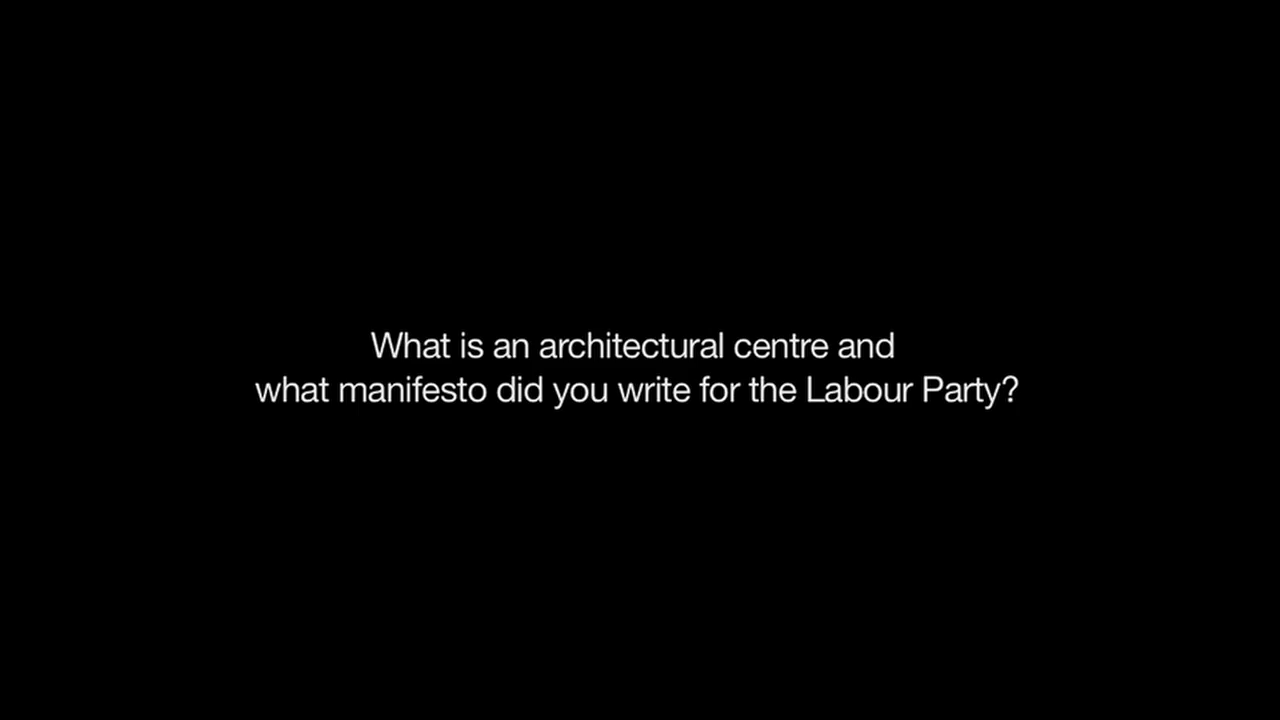 What is an architectural centre and
what manifesto did you write for the Labour Party?